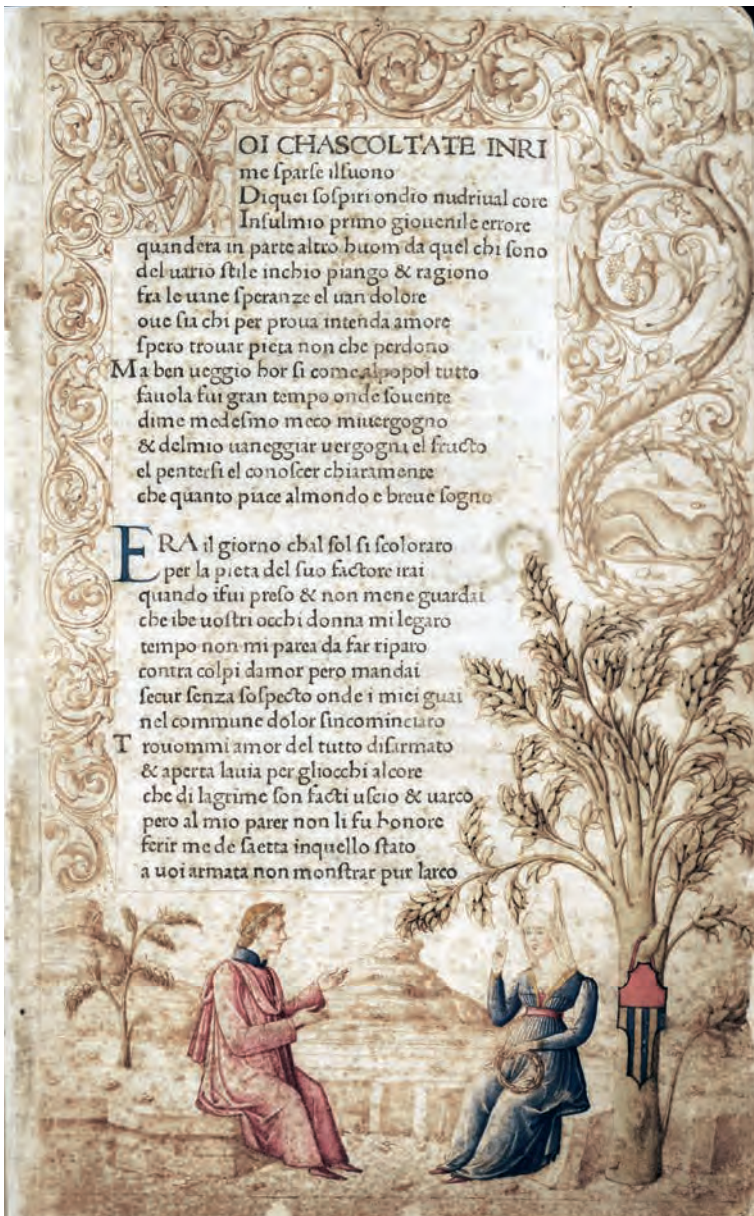 VOI CHASCOLTATE INRI
me ſparſe ilſuono
Diquei ſoſpiri ondio nudriual core
Inſulmio primo giouenile errore
quandera in parte altro huom da quel chi ſono
del uario ſtile inchio piango & ragiono
fra le uane ſperanze el uan dolore
oue ſia chi per proua intenda amore
ſpero trouar pieta non che perdono
Ma ben ueggio hor ſi come alpopol tutto
fauola fui gran tempo onde ſouente
dime medeſmo meco miuergogno
& delmio uaneggiar uergogna el fructo
el penterſi el conoſcer chiaramente
che quanto piace almondo e breue ſogno
ERA il giorno chal ſol ſi ſcoloraro
per la pieta del ſuo factore irai
quando ifui preſo & non mene guardai
che ibe uoſtri occhi donna mi legaro
tempo non mi parea da far riparo
contra colpi damor pero mandai
ſecur ſenza ſoſpecto onde i miei guai
nel commune dolor ſincominciaro
Trouommi amor del tutto diſarmato
& aperta lauia per gliocchi alcore
che di lagrime ſon facti uſcio & uarco
pero al mio parer non li fu honore
ferir me de ſaetta inquello ſtato
a uoi armata non monſtrar pur larco